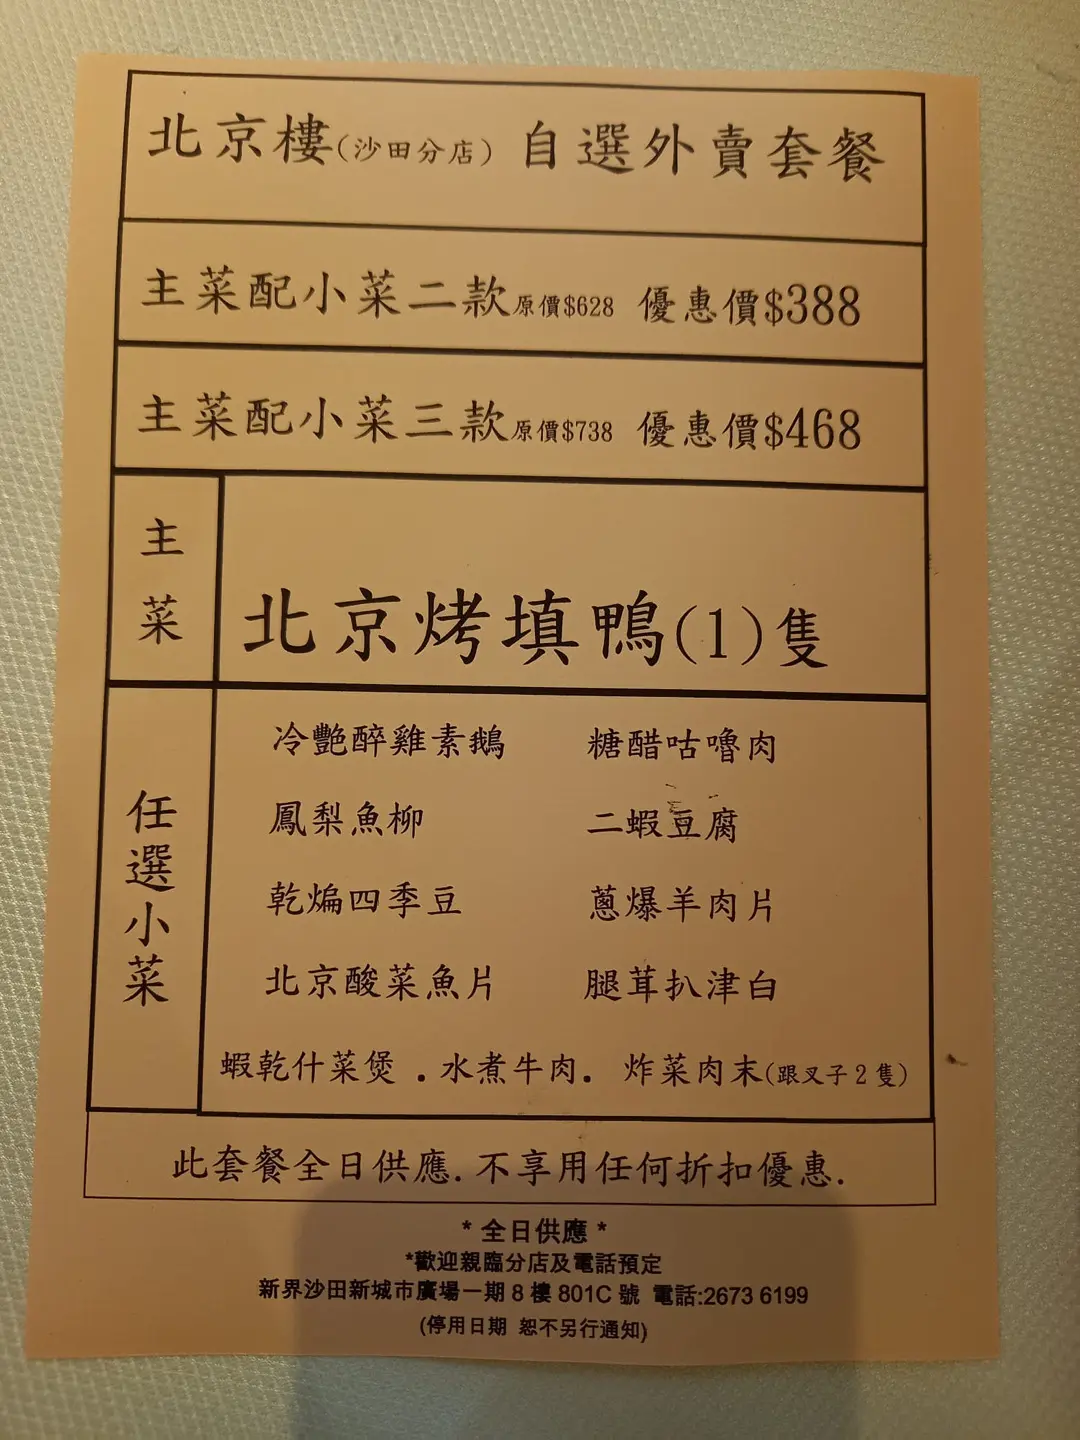 北京樓(沙田分店) 自選外賣套餐
主菜配小菜二款原價$628 優惠價$388
主菜配小菜三款原價$738 優惠價$468
主菜
北京烤填鴨(1)隻
任選小菜
冷艷醉雞素鵝 糖醋咕嚕肉
鳳梨魚柳 二蝦豆腐
乾煸四季豆 蔥爆羊肉片
北京酸菜魚片 腿茸扒津白
蝦乾什菜煲 . 水煮牛肉. 炸菜肉末(跟叉子2隻)
此套餐全日供應.不享用任何折扣優惠.
* 全日供應 *
*歡迎親臨分店及電話預定
新界沙田新城市廣場一期 8 樓 801C 號 電話:2673 6199
(停用日期 恕不另行通知)